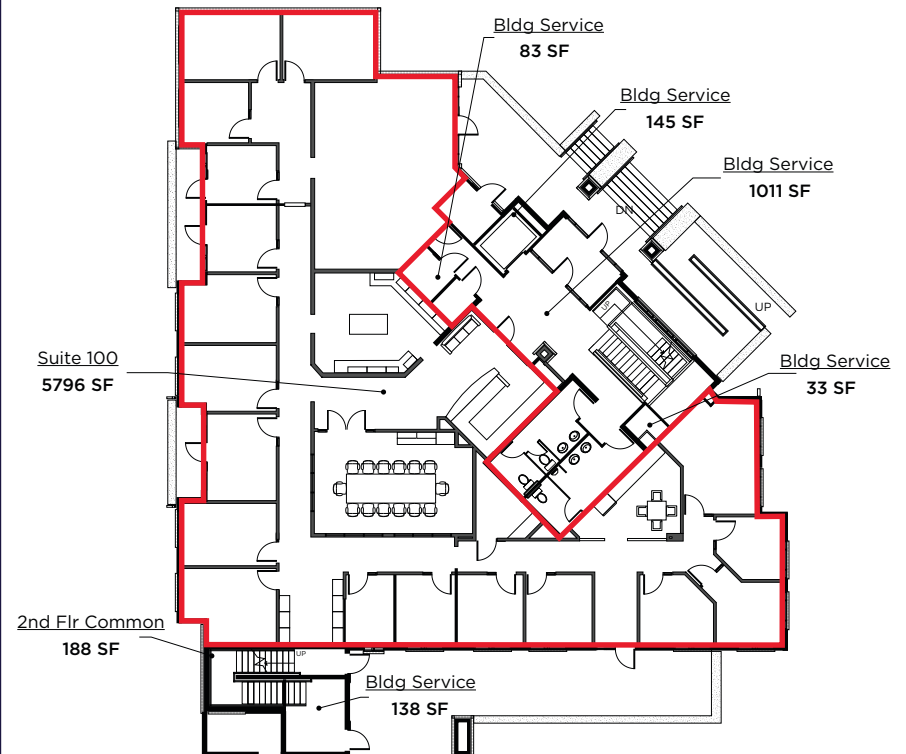 Bldg Service
83 SF
Bldg Service
145 SF
Bldg Service
1011 SF
DN
UP
UP
Suite 100
5796 SF
Bldg Service
33 SF
2nd Flr Common
188 SF
UP
Bldg Service
138 SF